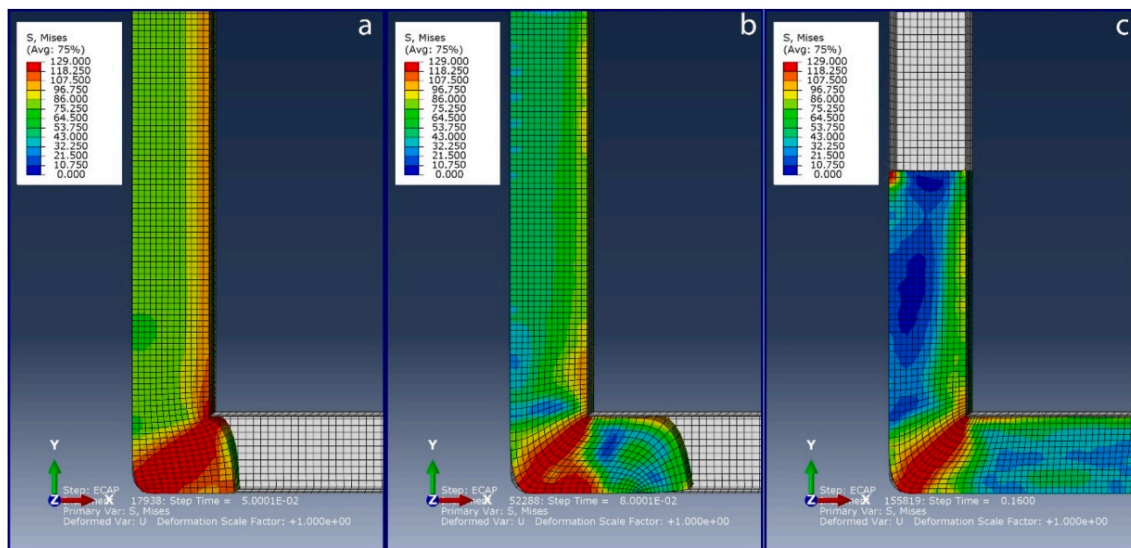 a
S, Mises
(Avg: 75%)
129.000
118.250
107.500
96.750
86.000
75.250
64.500
53.750
43.000
32.250
21.500
10.750
0.000
Y
X
Z
Step: ECAP
17938: Step Time = 5.0001E-02
Primary Var: S, Mises
Deformed Var: U Deformation Scale Factor: +1.000e+00
b
S, Mises
(Avg: 75%)
129.000
118.250
107.500
96.750
86.000
75.250
64.500
53.750
43.000
32.250
21.500
10.750
0.000
Y
X
Z
Step: ECAP
52288: Step Time = 8.0001E-02
Primary Var: S, Mises
Deformed Var: U Deformation Scale Factor: +1.000e+00
c
S, Mises
(Avg: 75%)
129.000
118.250
107.500
96.750
86.000
75.250
64.500
53.750
43.000
32.250
21.500
10.750
0.000
Y
X
Z
Step: ECAP
155819: Step Time = 0.1600
Primary Var: S, Mises
Deformed Var: U Deformation Scale Factor: +1.000e+00